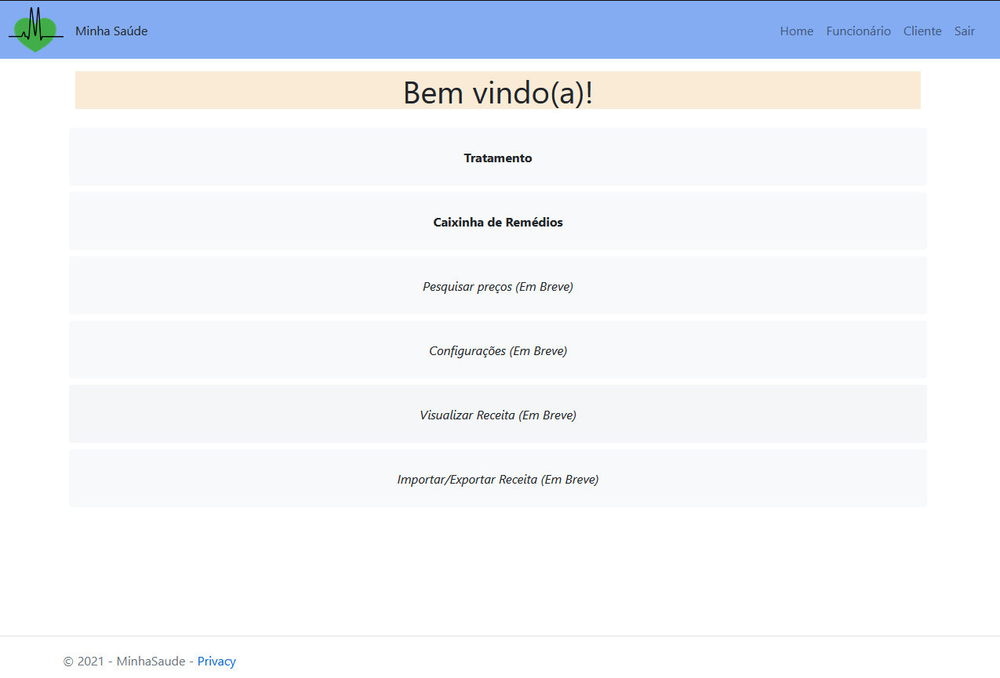 Minha Saúde
Home Funcionário Cliente Sair
Bem vindo(a)!
Tratamento
Caixinha de Remédios
Pesquisar preços (Em Breve)
Configurações (Em Breve)
Visualizar Receita (Em Breve)
Importar/Exportar Receita (Em Breve)
© 2021 - MinhaSaude - Privacy